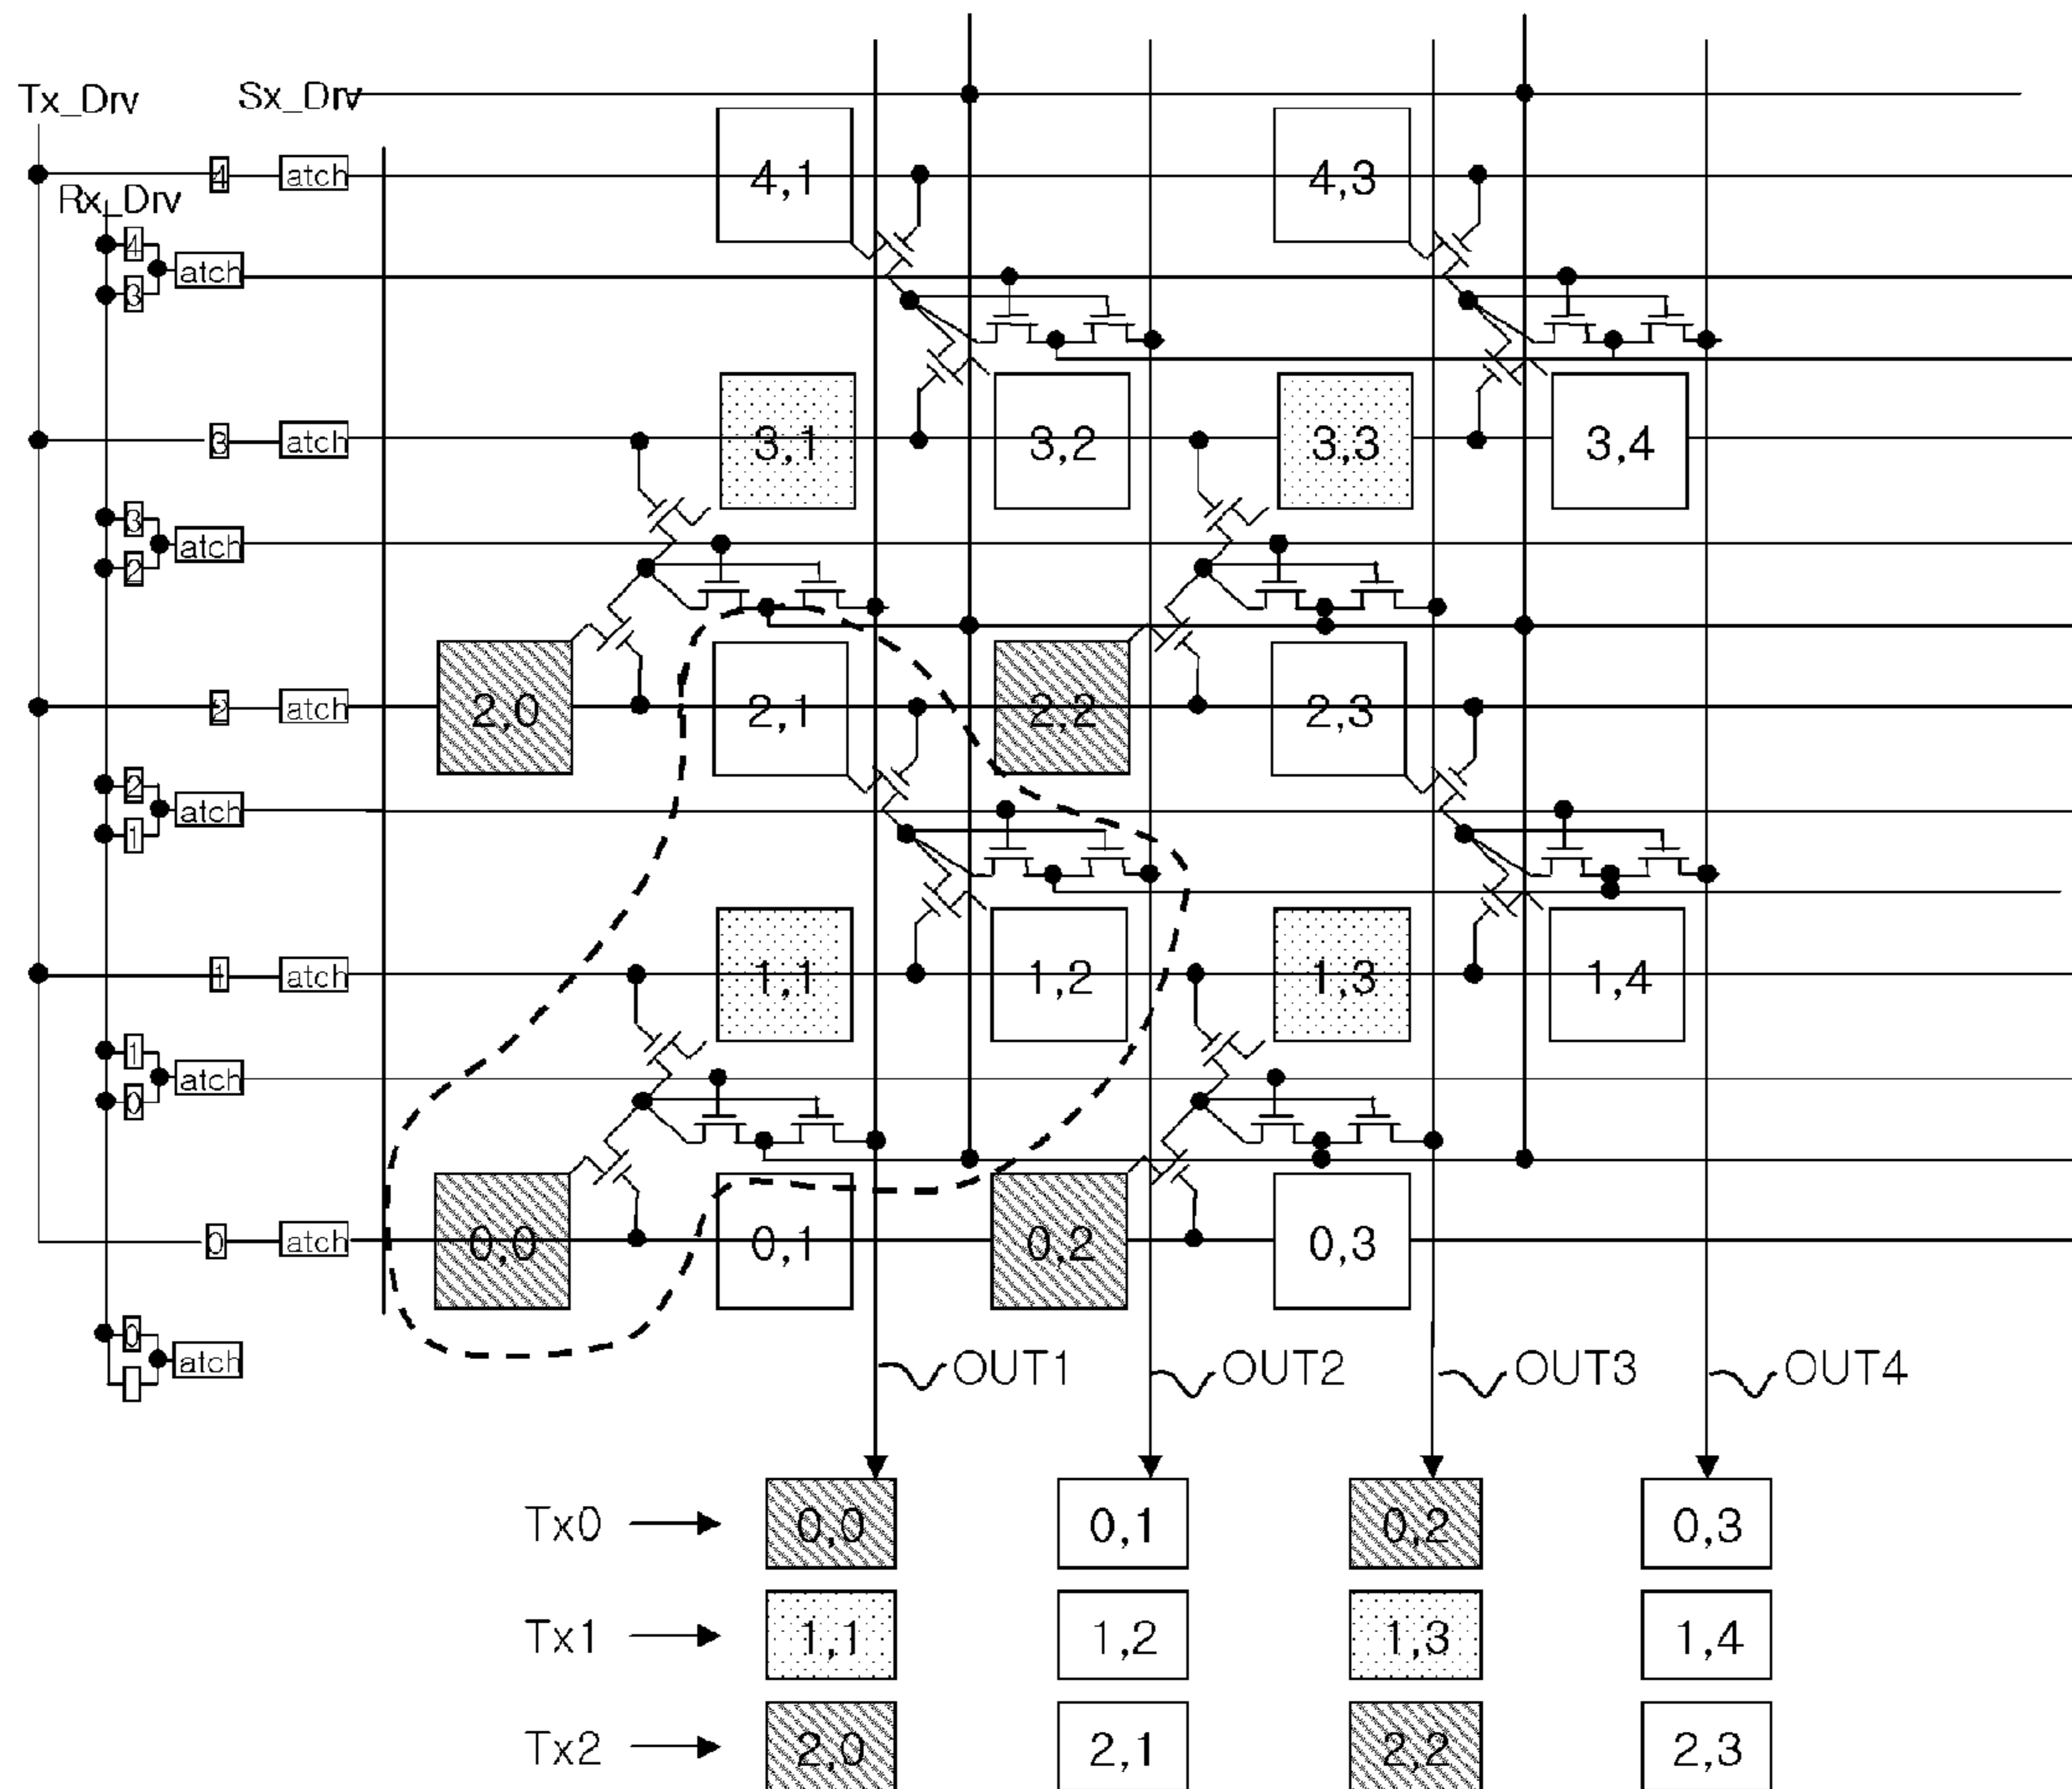 Tx_Drv Sx_Drv
4 atch 4,1 4,3
Rx_Drv
4 atch
3
3 atch 3,1 3,2 3,3 3,4
3 atch
2
2 atch 2,0 2,1 2,2 2,3
2 atch
1
1 atch 1,1 1,2 1,3 1,4
1 atch
0
0 atch 0,0 0,1 0,2 0,3
0 atch
OUT1 OUT2 OUT3 OUT4
Tx0 0,0 0,1 0,2 0,3
Tx1 1,1 1,2 1,3 1,4
Tx2 2,0 2,1 2,2 2,3